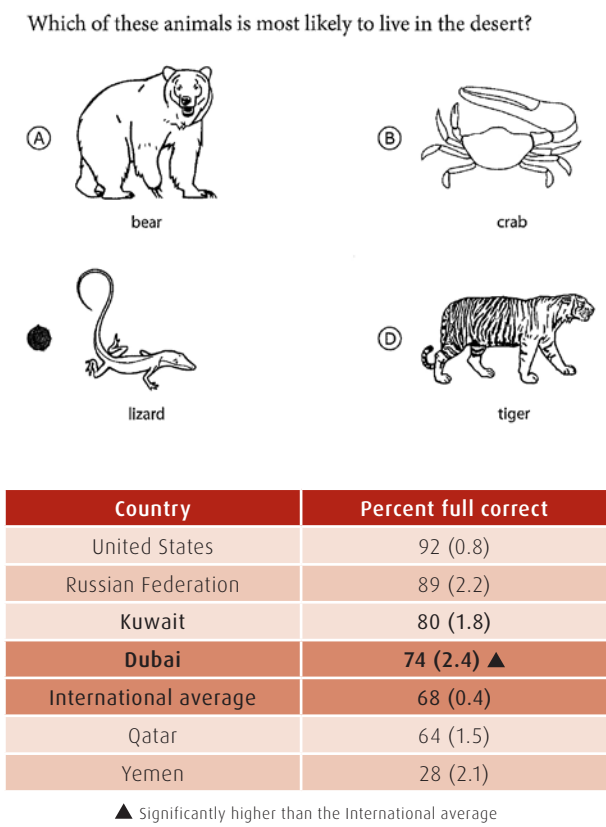 Which of these animals is most likely to live in the desert?
A
B
bear
crab
D
lizard
tiger
Country Percent full correct
United States 92 (0.8)
Russian Federation 89 (2.2)
Kuwait 80 (1.8)
Dubai 74 (2.4) ▲
International average 68 (0.4)
Qatar 64 (1.5)
Yemen 28 (2.1)
▲ Significantly higher than the International average